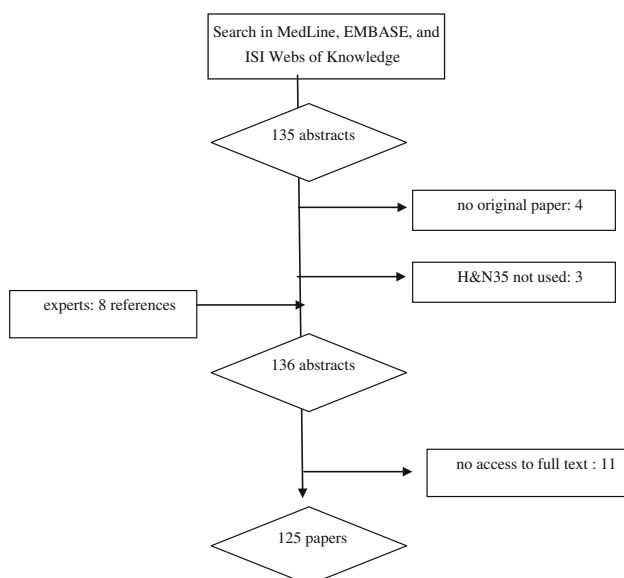 Search in MedLine, EMBASE, and
ISI Webs of Knowledge
135 abstracts
no original paper: 4
H&N35 not used: 3
experts: 8 references
136 abstracts
no access to full text : 11
125 papers